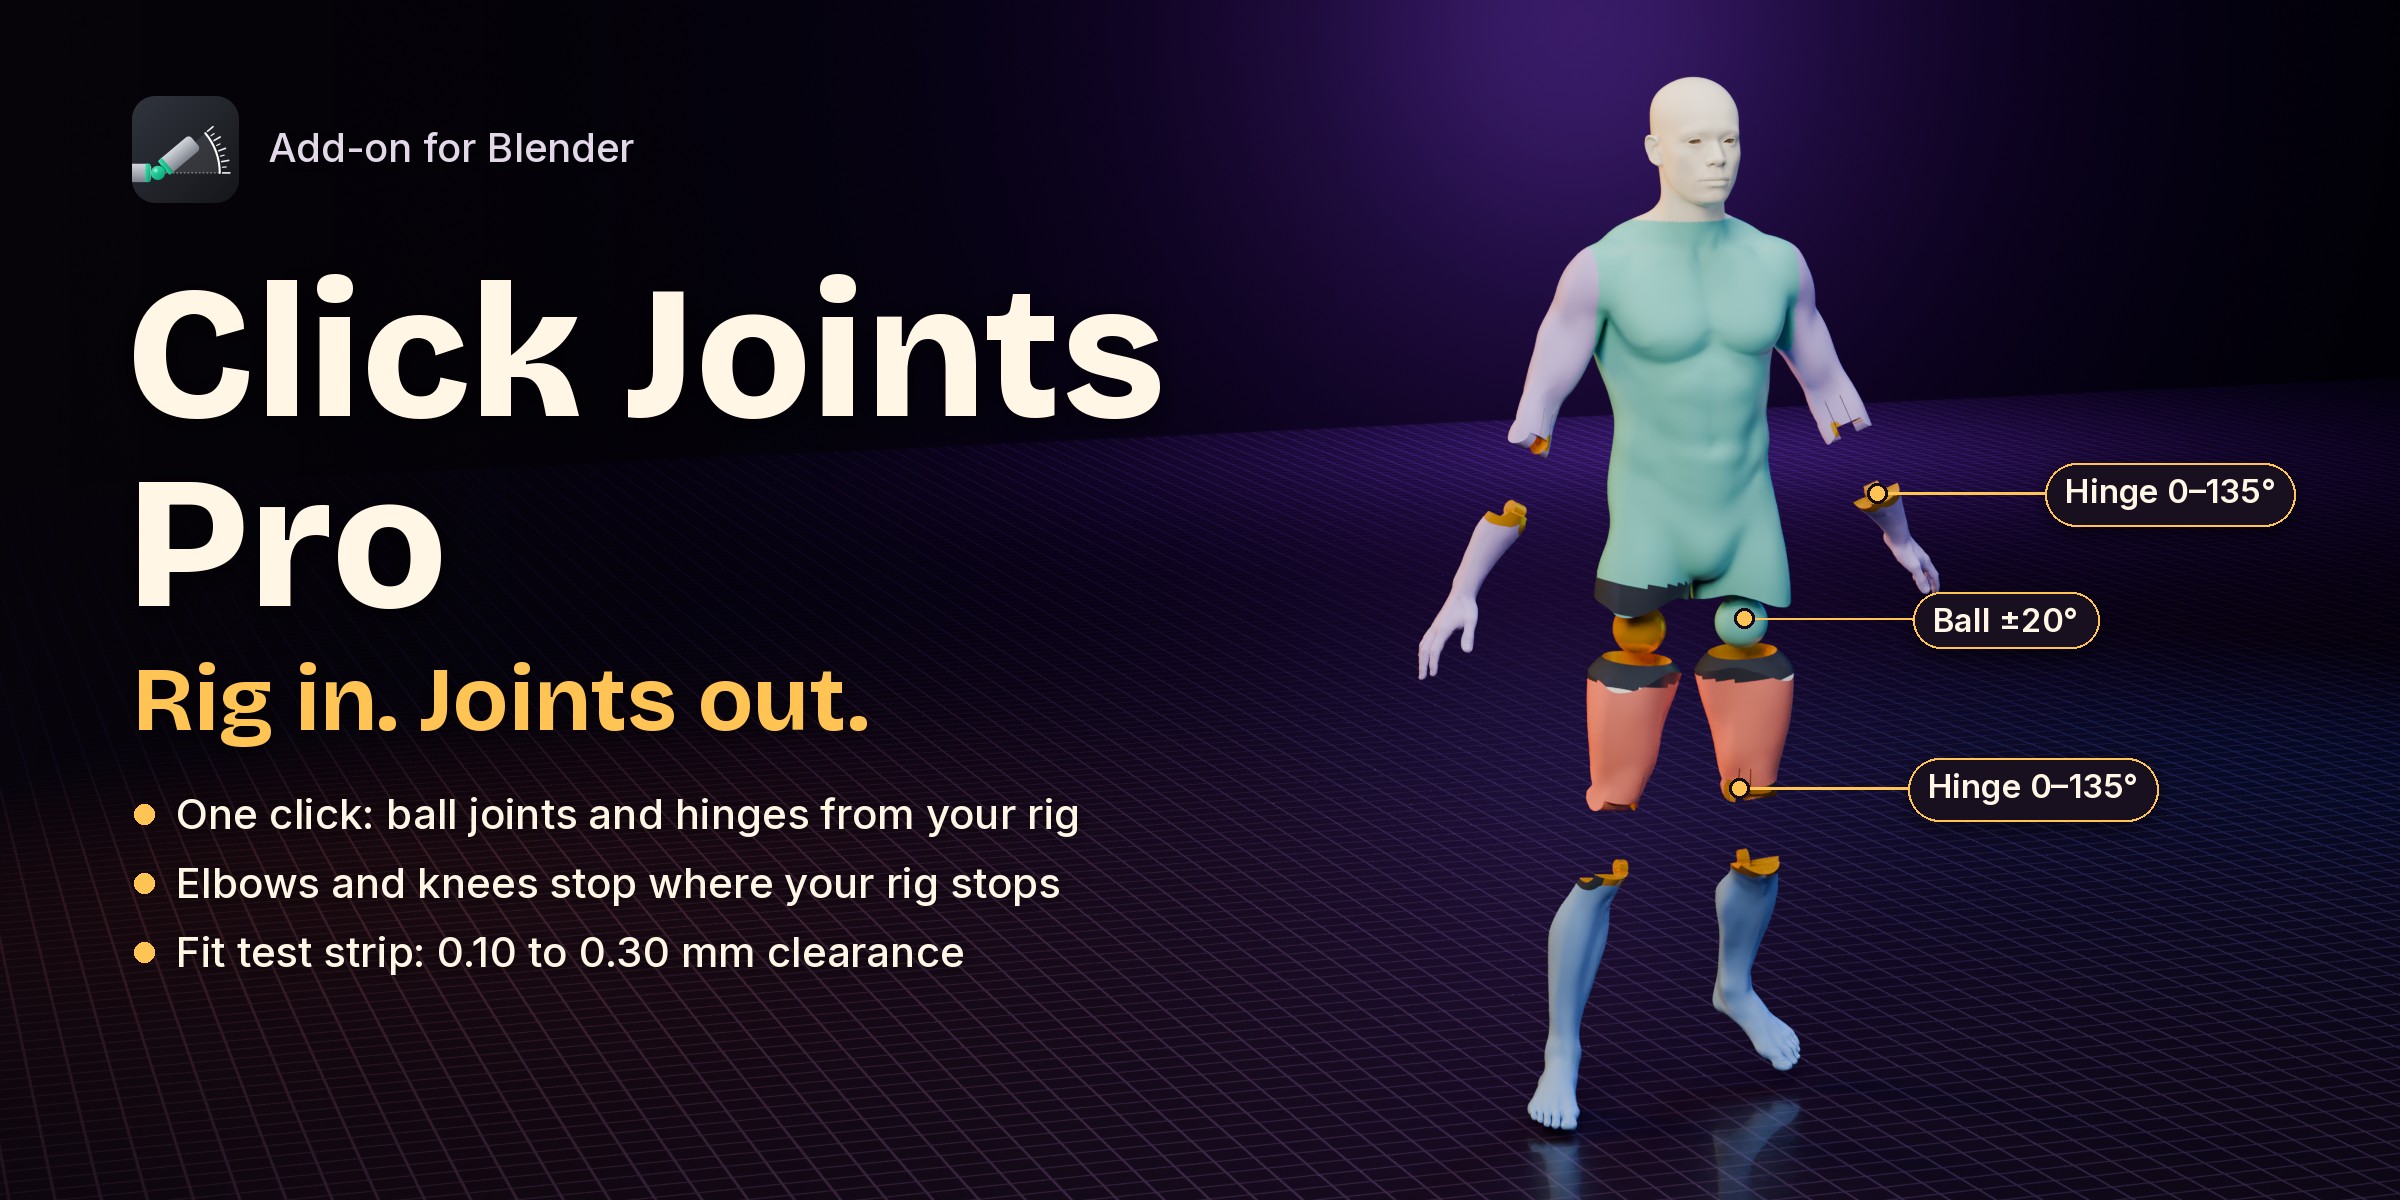 Add-on for Blender
Click Joints
Pro
Rig in. Joints out.
One click: ball joints and hinges from your rig
Elbows and knees stop where your rig stops
Fit test strip: 0.10 to 0.30 mm clearance
Hinge 0–135°
Ball ±20°
Hinge 0–135°